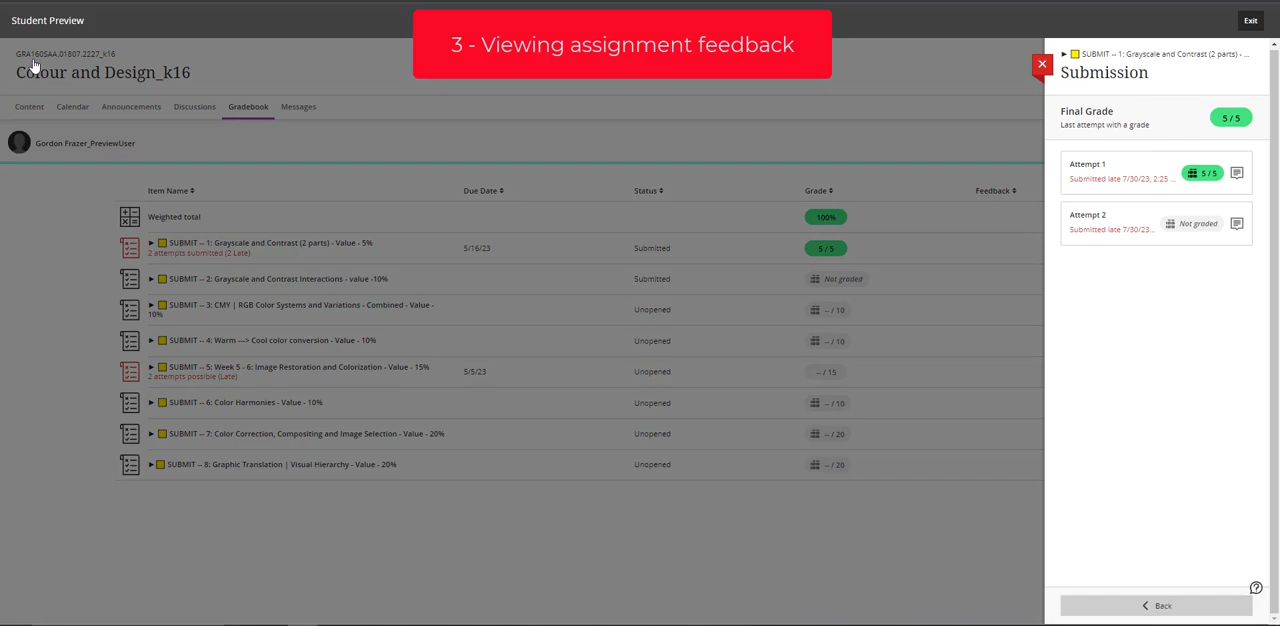 Student Preview
Exit
3 - Viewing assignment feedback
GRA160SAA.01807.2227_k16
Colour and Design_k16
Content
Calendar
Announcements
Discussions
Gradebook
Messages
Gordon Frazer_PreviewUser
Item Name
Due Date
Status
Grade
Feedback
Weighted total
100%
SUBMIT -- 1: Grayscale and Contrast (2 parts) - Value - 5%
2 attempts submitted (2 Late)
5/16/23
Submitted
5 / 5
SUBMIT -- 2: Grayscale and Contrast Interactions - value -10%
Submitted
Not graded
SUBMIT -- 3: CMY | RGB Color Systems and Variations - Combined - Value -
10%
Unopened
-- / 10
SUBMIT -- 4: Warm ---> Cool color conversion - Value - 10%
Unopened
-- / 10
SUBMIT -- 5: Week 5 - 6: Image Restoration and Colorization - Value - 15%
2 attempts possible (Late)
5/5/23
Unopened
-- / 15
SUBMIT -- 6: Color Harmonies - Value - 10%
Unopened
-- / 10
SUBMIT -- 7: Color Correction, Compositing and Image Selection - Value - 20%
Unopened
-- / 20
SUBMIT -- 8: Graphic Translation | Visual Hierarchy - Value - 20%
Unopened
-- / 20
SUBMIT -- 1: Grayscale and Contrast (2 parts) - ...
Submission
Final Grade
Last attempt with a grade
5 / 5
Attempt 1
Submitted late 7/30/23, 2:25 ...
5 / 5
Attempt 2
Submitted late 7/30/23...
Not graded
Back